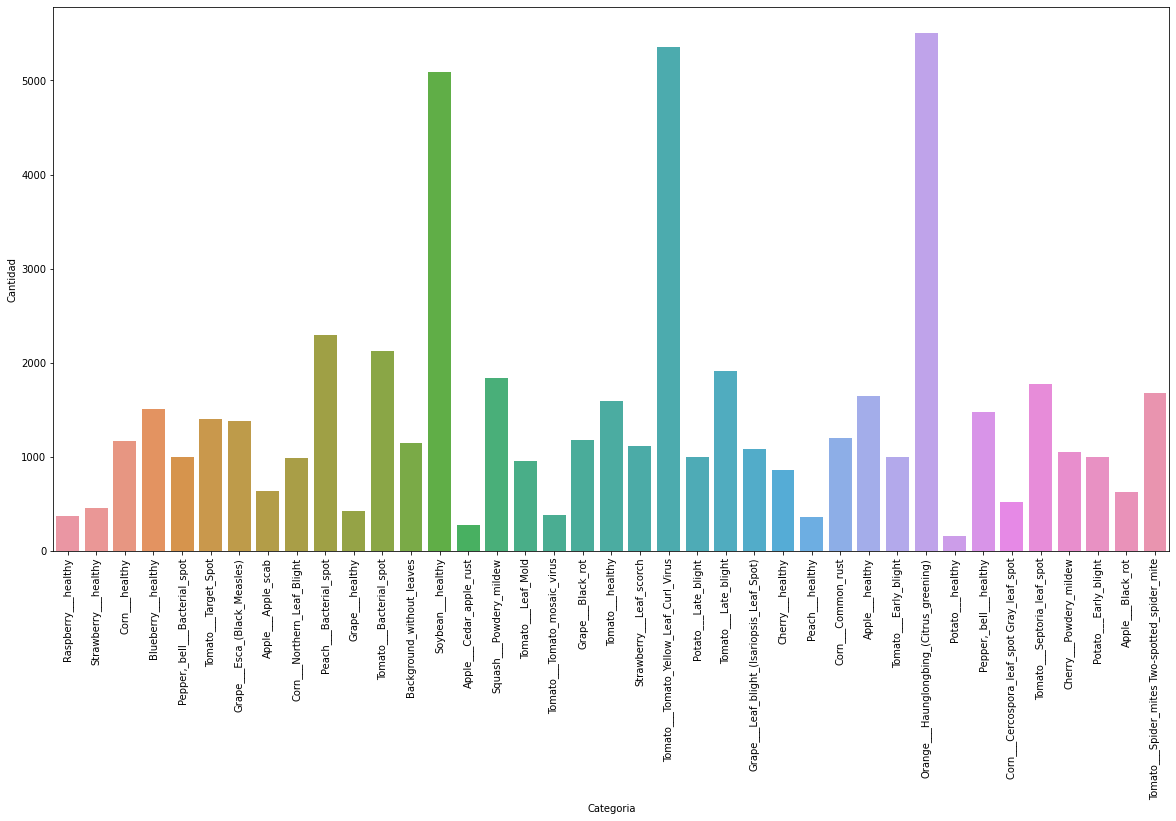 5000
4000
3000
2000
1000
0
Cantidad
Raspberry___healthy
Strawberry___healthy
Corn___healthy
Blueberry___healthy
Pepper,_bell___Bacterial_spot
Tomato___Target_Spot
Grape___Esca_(Black_Measles)
Apple___Apple_scab
Corn___Northern_Leaf_Blight
Peach___Bacterial_spot
Grape___healthy
Tomato___Bacterial_spot
Background_without_leaves
Soybean___healthy
Apple___Cedar_apple_rust
Squash___Powdery_mildew
Tomato___Leaf_Mold
Tomato___Tomato_mosaic_virus
Grape___Black_rot
Tomato___healthy
Strawberry___Leaf_scorch
Tomato___Tomato_Yellow_Leaf_Curl_Virus
Potato___Late_blight
Tomato___Late_blight
Grape___Leaf_blight_(Isariopsis_Leaf_Spot)
Cherry___healthy
Peach___healthy
Corn___Common_rust
Apple___healthy
Tomato___Early_blight
Orange___Haunglongbing_(Citrus_greening)
Potato___healthy
Pepper,_bell___healthy
Corn___Cercospora_leaf_spot Gray_leaf_spot
Tomato___Septoria_leaf_spot
Cherry___Powdery_mildew
Potato___Early_blight
Apple___Black_rot
Tomato___Spider_mites Two-spotted_spider_mite
Categoria